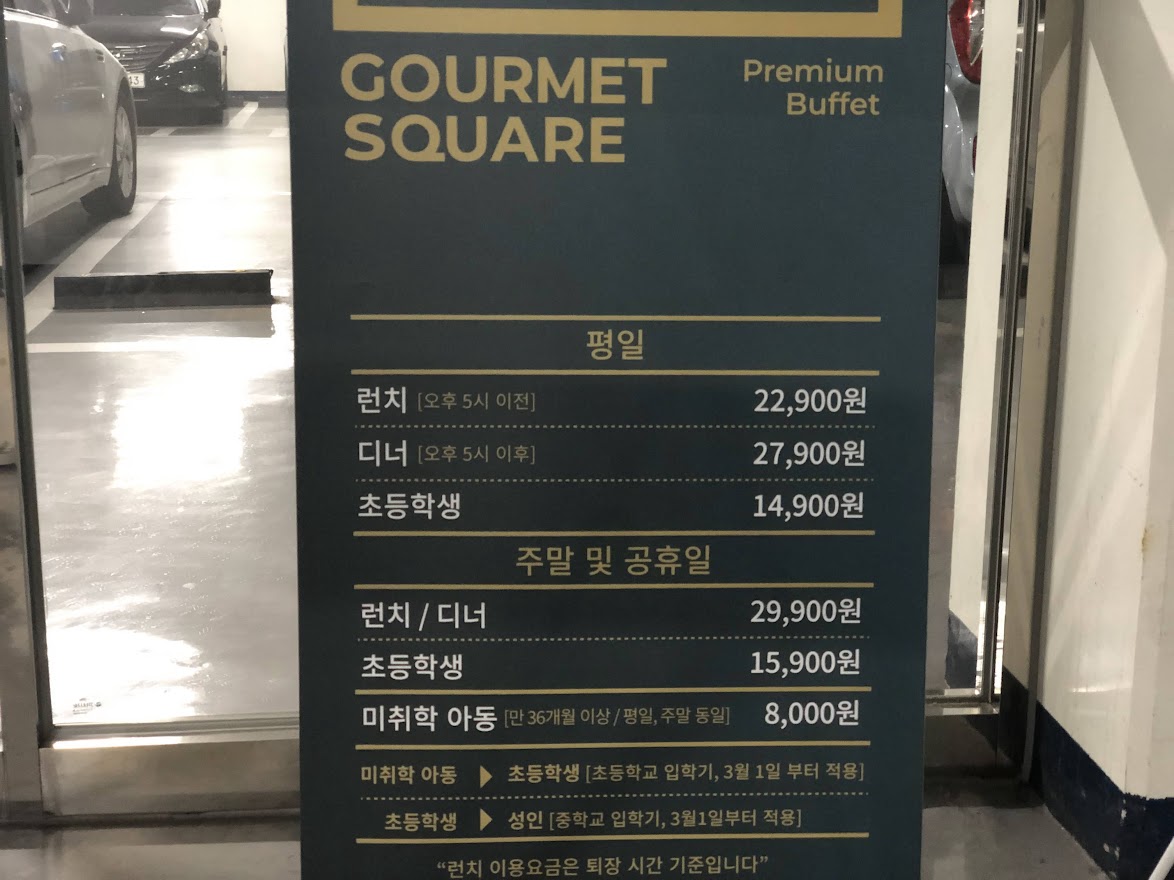 GOURMET
SQUARE
Premium
Buffet
평일
런치 [오후 5시 이전] 22,900원
디너 [오후 5시 이후] 27,900원
초등학생 14,900원
주말 및 공휴일
런치 / 디너 29,900원
초등학생 15,900원
미취학 아동 [만 36개월 이상 / 평일, 주말 동일] 8,000원
미취학 아동 ▶ 초등학생 [초등학교 입학기, 3월 1일 부터 적용]
초등학생 ▶ 성인 [중학교 입학기, 3월1일부터 적용]
“런치 이용요금은 퇴장 시간 기준입니다”